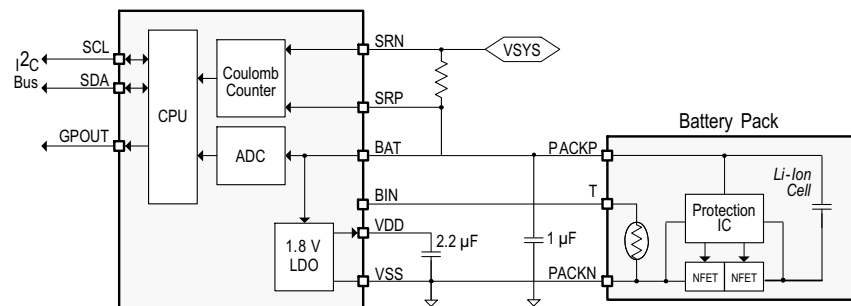 SCL
I2C
Bus
SDA
GPOUT
CPU
Coulomb
Counter
ADC
1.8 V
LDO
SRN
VSYS
SRP
BAT
BIN
VDD
2.2 µF
1 µF
VSS
Battery Pack
PACKP
T
PACKN
Li-Ion
Cell
Protection
IC
NFET
NFET